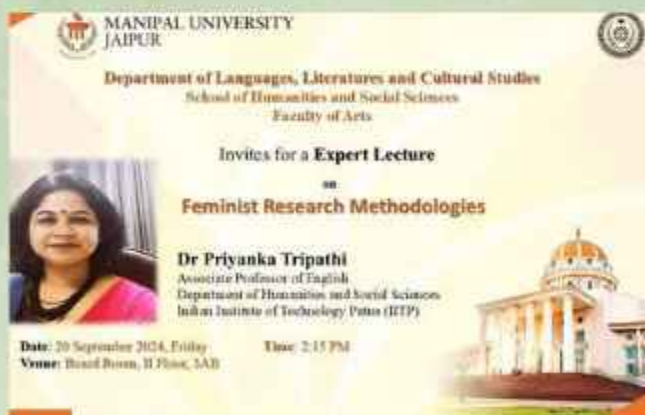 MANIPAL UNIVERSITY
JAIPUR
Department of Languages, Literatures and Cultural Studies
School of Humanities and Social Sciences
Faculty of Arts
Invites for a Expert Lecture
on
Feminist Research Methodologies
Dr Priyanka Tripathi
Associate Professor of English
Department of Humanities and Social Sciences
Indian Institute of Technology Patna (IITP)
Date: 20 September 2024, Friday Time: 2:15 PM
Venue: Board Room, II Floor,